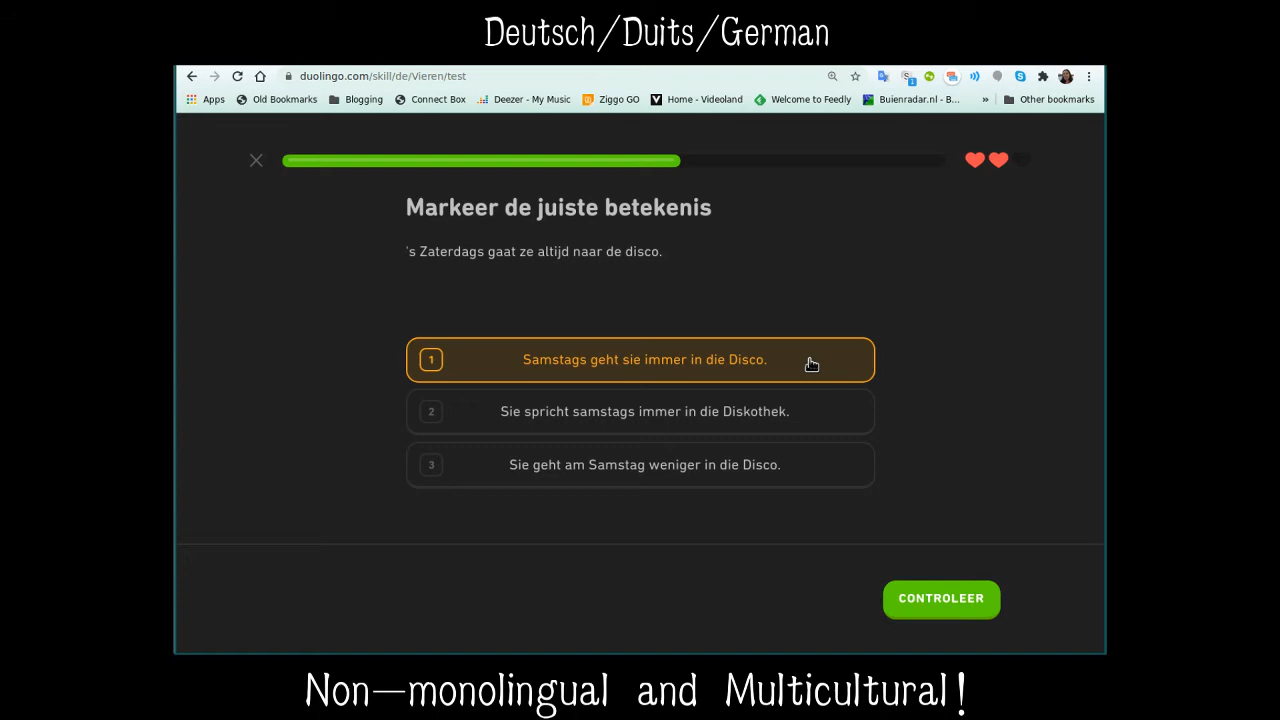 Deutsch/Duits/German
duolingo.com/skill/de/Vieren/test
1
Apps Old Bookmarks Blogging Connect Box Deezer - My Music Ziggo GO Home - Videoland Welcome to Feedly Buienradar.nl - B... » Other bookmarks
Markeer de juiste betekenis
's Zaterdags gaat ze altijd naar de disco.
1 Samstags geht sie immer in die Disco.
2 Sie spricht samstags immer in die Diskothek.
3 Sie geht am Samstag weniger in die Disco.
CONTROLEER
Non-monolingual and Multicultural!